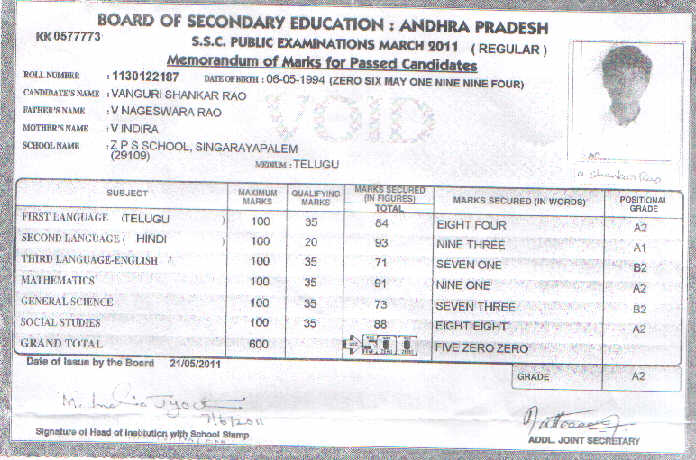 BOARD OF SECONDARY EDUCATION : ANDHRA PRADESH
KK 0577773
S.S.C. PUBLIC EXAMINATIONS MARCH 2011 ( REGULAR )
Memorandum of Marks for Passed Candidates
ROLL NUMBER : 1130122187 DATE OF BIRTH : 06-05-1994 (ZERO SIX MAY ONE NINE NINE FOUR)
CANDIDATE'S NAME : VANGURI SHANKAR RAO
FATHER'S NAME : V NAGESWARA RAO
VOID
MOTHER'S NAME : V INDIRA
SCHOOL NAME : Z P S SCHOOL, SINGARAYAPALEM
(29109)
MEDIUM : TELUGU
SUBJECT MAXIMUM MARKS QUALIFYING MARKS MARKS SECURED (IN FIGURES) TOTAL MARKS SECURED (IN WORDS) POSITIONAL GRADE
FIRST LANGUAGE (TELUGU ) 100 35 84 EIGHT FOUR A2
SECOND LANGUAGE ( HINDI ) 100 20 93 NINE THREE A1
THIRD LANGUAGE-ENGLISH 100 35 71 SEVEN ONE B2
MATHEMATICS 100 35 91 NINE ONE A2
GENERAL SCIENCE 100 35 73 SEVEN THREE B2
SOCIAL STUDIES 100 35 88 EIGHT EIGHT A2
GRAND TOTAL 600 FIVE ZERO ZERO
Date of Issue by the Board 21/05/2011
GRADE A2
7/6/2011
Signature of Head of Institution with School Stamp
ADDL. JOINT SECRETARY